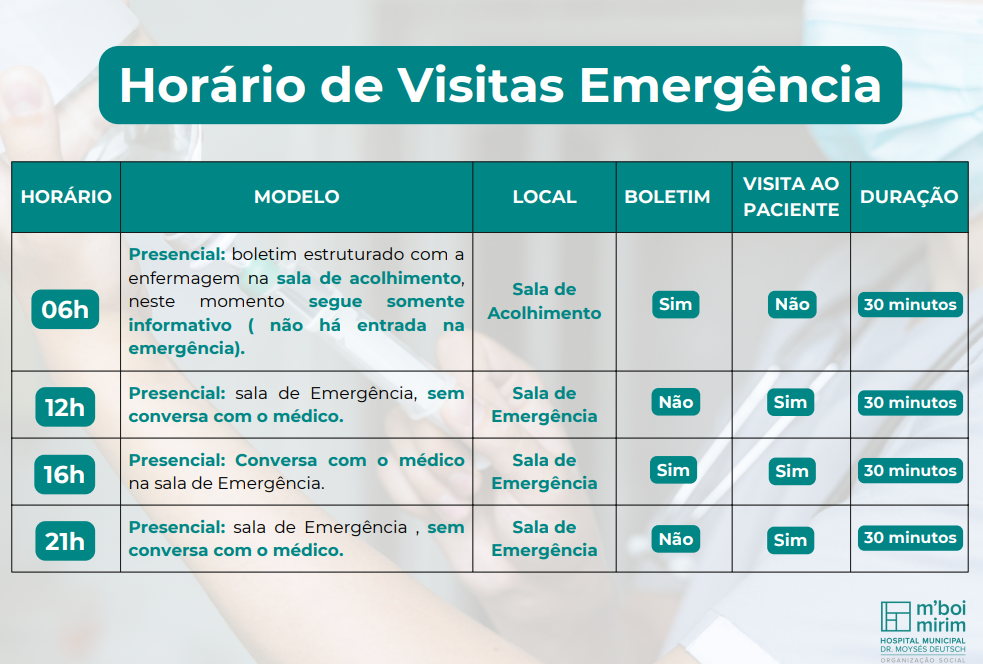 Horário de Visitas Emergência
HORÁRIO
MODELO
LOCAL
BOLETIM
VISITA AO
PACIENTE
DURAÇÃO
06h
Presencial: boletim estruturado com a
enfermagem na sala de acolhimento,
neste momento segue somente
informativo ( não há entrada na
emergência).
Sala de
Acolhimento
Sim
Não
30 minutos
12h
Presencial: sala de Emergência, sem
conversa com o médico.
Sala de
Emergência
Não
Sim
30 minutos
16h
Presencial: Conversa com o médico
na sala de Emergência.
Sala de
Emergência
Sim
Sim
30 minutos
21h
Presencial: sala de Emergência , sem
conversa com o médico.
Sala de
Emergência
Não
Sim
30 minutos
m'boi
mirim
HOSPITAL MUNICIPAL
DR. MOYSÉS DEUTSCH
ORGANIZAÇÃO SOCIAL